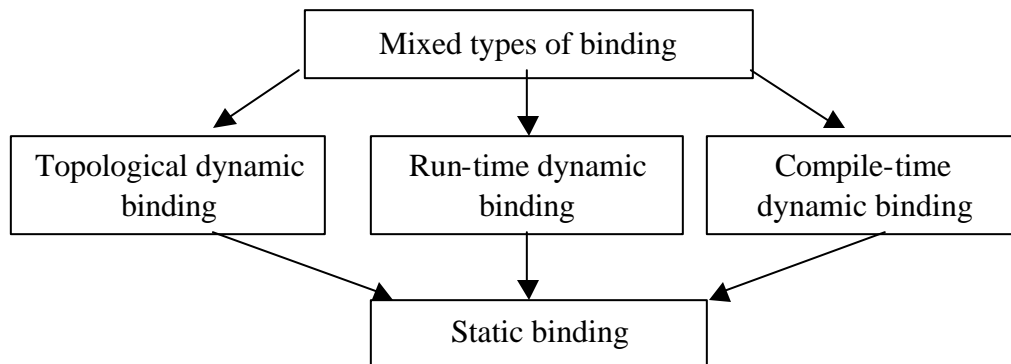 Mixed types of binding
Topological dynamic
binding
Run-time dynamic
binding
Compile-time
dynamic binding
Static binding